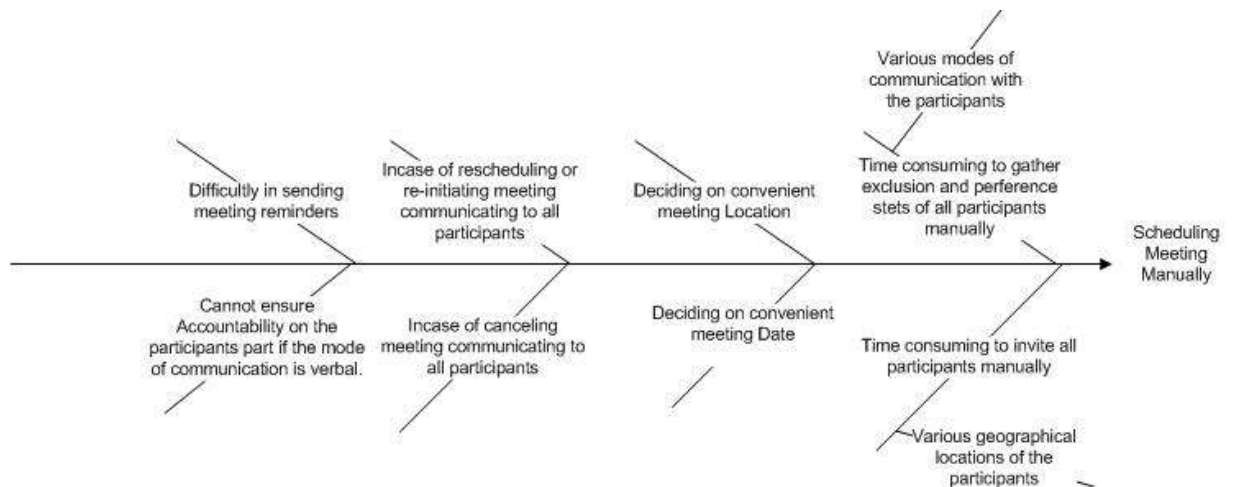 Various modes of
communication with
the participants
Difficultly in sending
meeting reminders
Incase of rescheduling or
re-initiating meeting
communicating to all
participants
Deciding on convenient
meeting Location
Time consuming to gather
exclusion and perference
stets of all participants
manually
Scheduling
Meeting
Manually
Cannot ensure
Accountability on the
participants part if the mode
of communication is verbal.
Incase of canceling
meeting communicating to
all participants
Deciding on convenient
meeting Date
Time consuming to invite all
participants manually
Various geographical
locations of the
participants